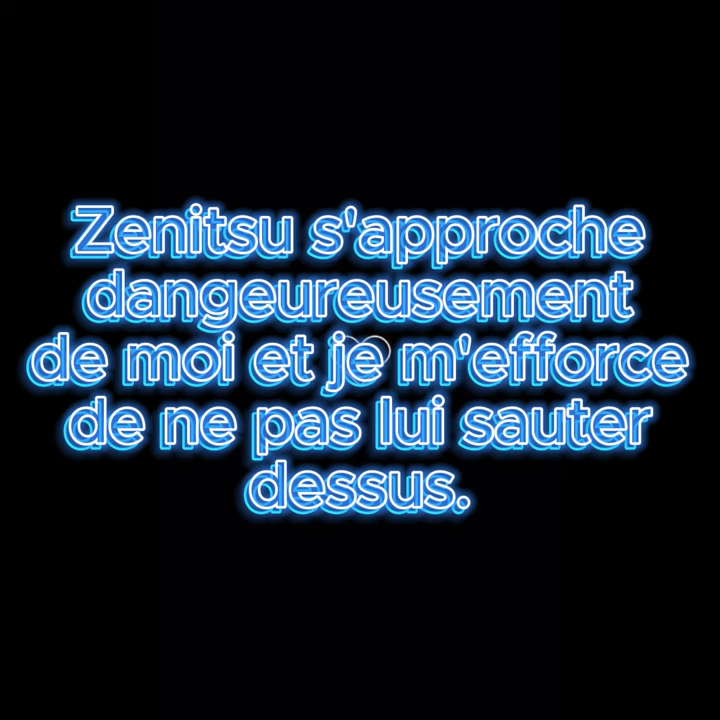 Zenitsu s'approche
dangeureusement
de moi et je m'efforce
de ne pas lui sauter
dessus.